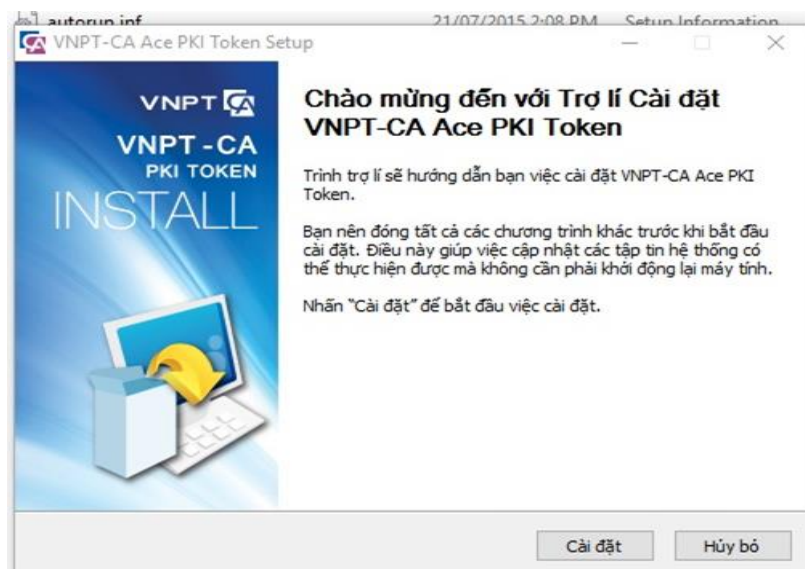 autorun.inf 21/07/2015 2:08 PM Setup Information
VNPT-CA Ace PKI Token Setup
VNPT
VNPT-CA
PKI TOKEN
INSTALL
Chào mừng đến với Trợ lí Cài đặt
VNPT-CA Ace PKI Token
Trình trợ lí sẽ hướng dẫn bạn việc cài đặt VNPT-CA Ace PKI
Token.
Bạn nên đóng tất cả các chương trình khác trước khi bắt đầu
cài đặt. Điều này giúp việc cập nhật các tập tin hệ thống có
thể thực hiện được mà không cần phải khởi động lại máy tính.
Nhấn "Cài đặt" để bắt đầu việc cài đặt.
Cài đặt
Hủy bỏ